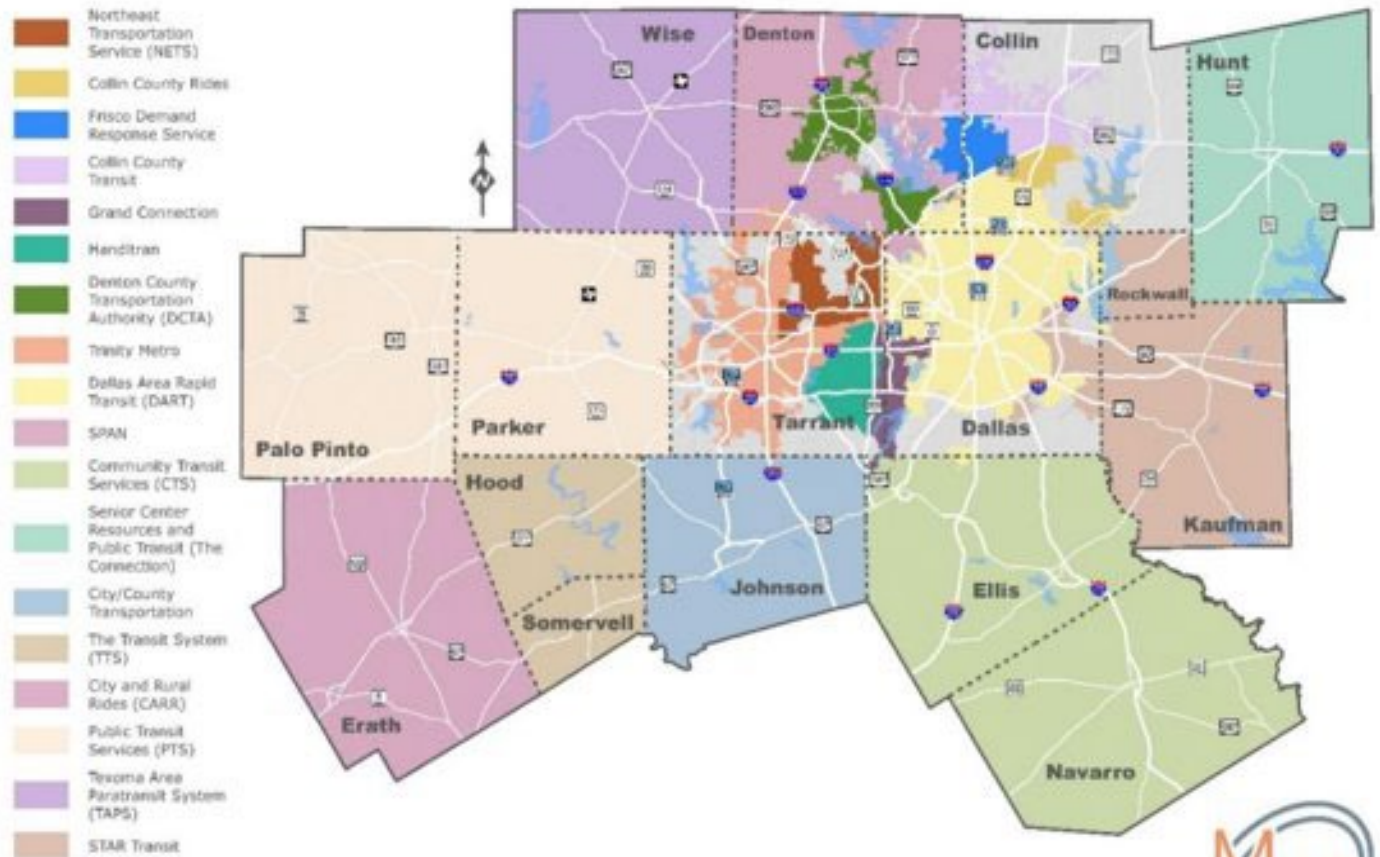 Northeast
Transportation
Service (NETS)
Collin County Rides
Frisco Demand
Response Service
Collin County
Transit
Grand Connection
Handitran
Denton County
Transportation
Authority (DCTA)
Trinity Metro
Dallas Area Rapid
Transit (DART)
SPAN
Community Transit
Services (CTS)
Senior Center
Resources and
Public Transit (The
Connection)
City/County
Transportation
The Transit System
(TTS)
City and Rural
Rides (CARR)
Public Transit
Services (PTS)
Texoma Area
Paratransit System
(TAPS)
STAR Transit
Wise
Denton
Collin
Hunt
Rockwall
Palo Pinto
Parker
Tarrant
Dallas
Hood
Kaufman
Johnson
Ellis
Somervell
Erath
Navarro
M